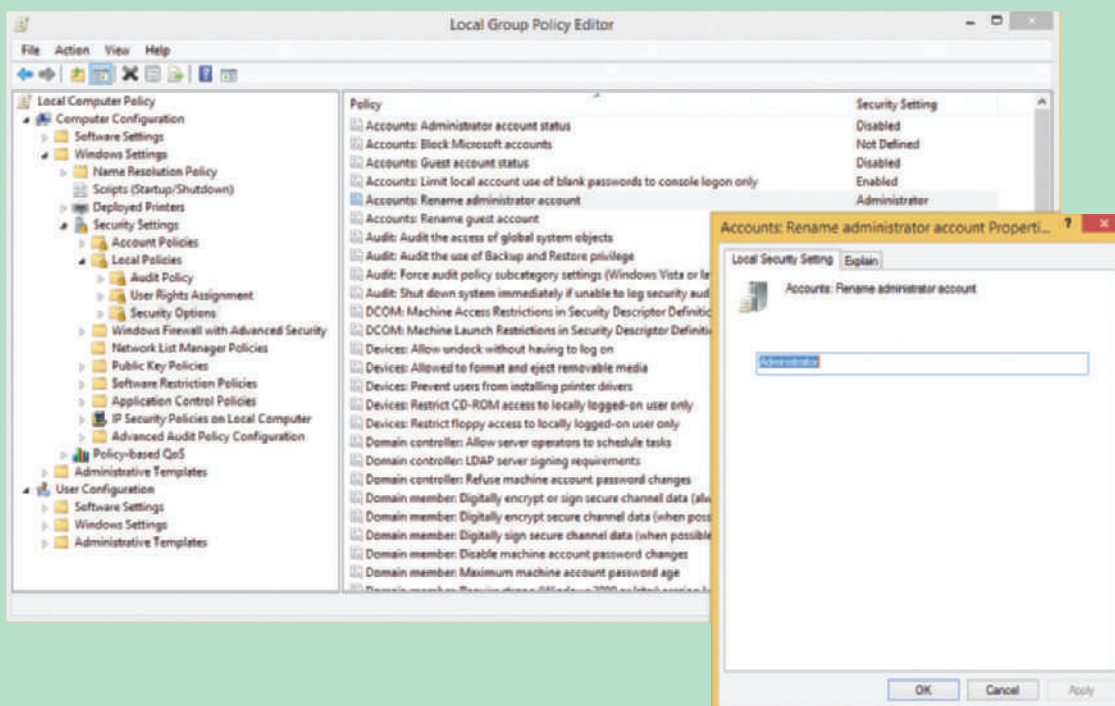 Local Group Policy Editor
File Action View Help
Local Computer Policy
Computer Configuration
Software Settings
Windows Settings
Name Resolution Policy
Scripts (Startup/Shutdown)
Deployed Printers
Security Settings
Account Policies
Local Policies
Audit Policy
User Rights Assignment
Security Options
Windows Firewall with Advanced Security
Network List Manager Policies
Public Key Policies
Software Restriction Policies
Application Control Policies
IP Security Policies on Local Computer
Advanced Audit Policy Configuration
Policy-based QoS
Administrative Templates
User Configuration
Software Settings
Windows Settings
Administrative Templates
Policy Security Setting
Accounts: Administrator account status Disabled
Accounts: Block Microsoft accounts Not Defined
Accounts: Guest account status Disabled
Accounts: Limit local account use of blank passwords to console logon only Enabled
Accounts: Rename administrator account Administrator
Accounts: Rename guest account
Audit: Audit the access of global system objects
Audit: Audit the use of Backup and Restore privilege
Audit: Force audit policy subcategory settings (Windows Vista or la
Audit: Shut down system immediately if unable to log security aud
DCOM: Machine Access Restrictions in Security Descriptor Definitic
DCOM: Machine Launch Restrictions in Security Descriptor Definitic
Devices: Allow undock without having to log on
Devices: Allowed to format and eject removable media
Devices: Prevent users from installing printer drivers
Devices: Restrict CD-ROM access to locally logged-on user only
Devices: Restrict floppy access to locally logged-on user only
Domain controller: Allow server operators to schedule tasks
Domain controller: LDAP server signing requirements
Domain controller: Refuse machine account password changes
Domain member: Digitally encrypt or sign secure channel data (alw
Domain member: Digitally encrypt secure channel data (when poss
Domain member: Digitally sign secure channel data (when possible
Domain member: Disable machine account password changes
Domain member: Maximum machine account password age
Accounts: Rename administrator account Properti...
Local Security Setting Explain
Accounts: Rename administrator account
Administrator
OK Cancel Apply